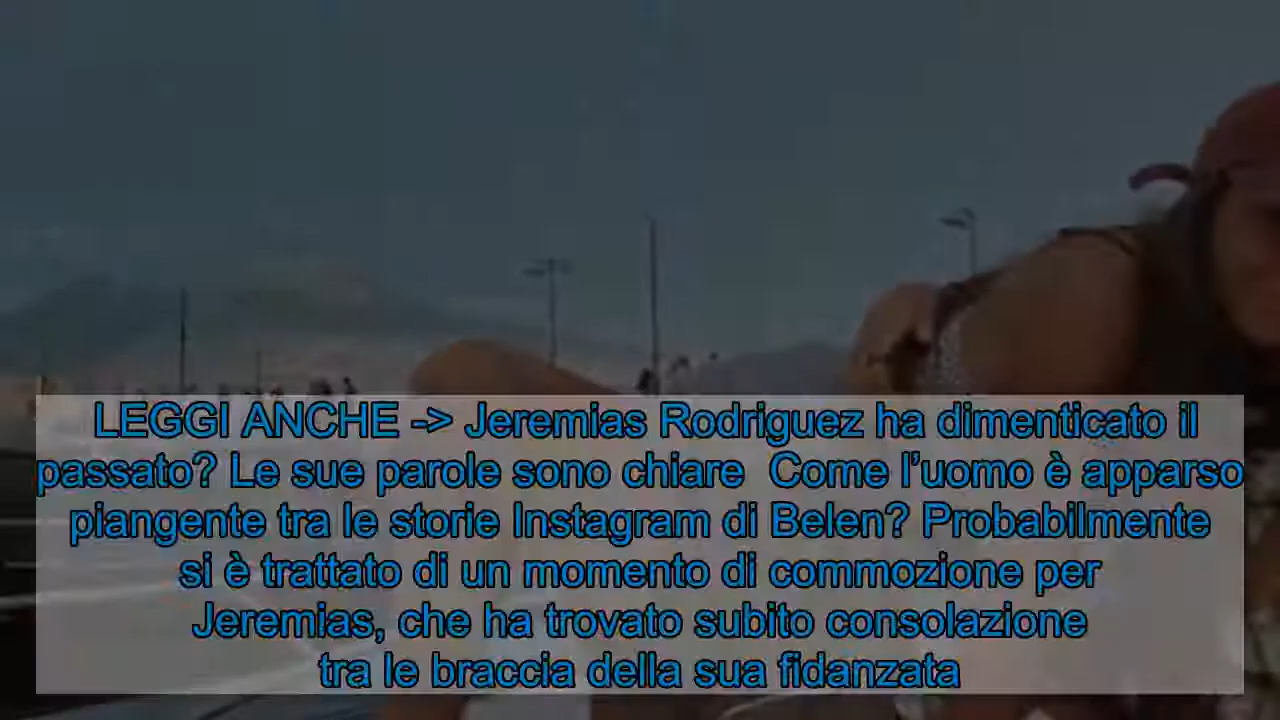 LEGGI ANCHE -> Jeremias Rodriguez ha dimenticato il
passato? Le sue parole sono chiare  Come l’uomo è apparso
piangente tra le storie Instagram di Belen? Probabilmente
si è trattato di un momento di commozione per
Jeremias, che ha trovato subito consolazione
tra le braccia della sua fidanzata